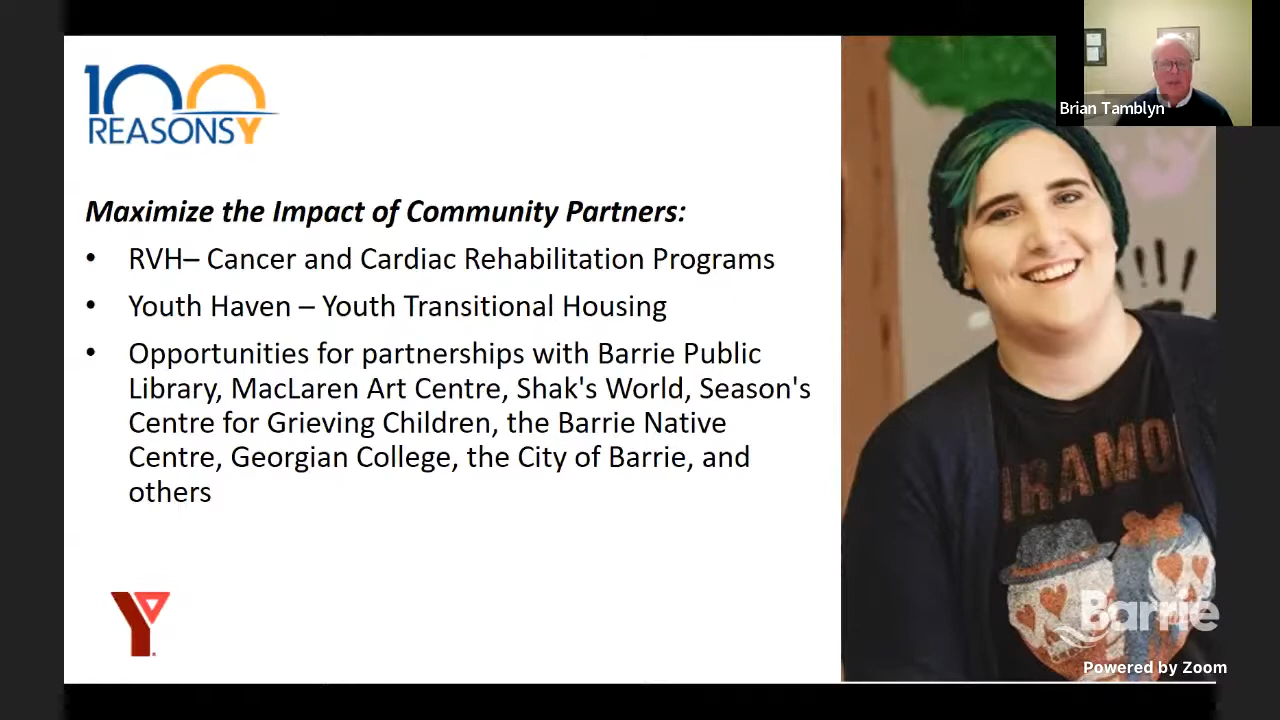 100
REASONSY
Maximize the Impact of Community Partners:
• RVH– Cancer and Cardiac Rehabilitation Programs
• Youth Haven – Youth Transitional Housing
• Opportunities for partnerships with Barrie Public
Library, MacLaren Art Centre, Shak's World, Season's
Centre for Grieving Children, the Barrie Native
Centre, Georgian College, the City of Barrie, and
others
Y
Brian Tamblyn
Barrie
Powered by Zoom